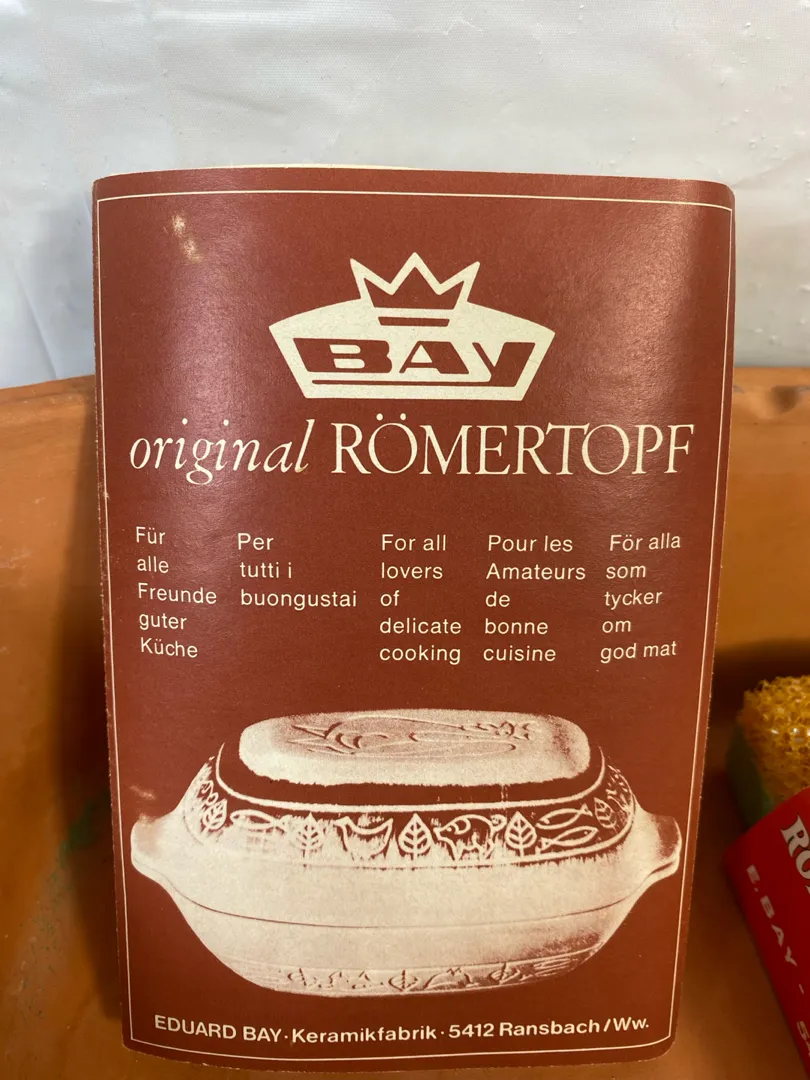 BAY
original RÖMERTOPF
Für
alle
Freunde
guter
Küche
Per
tutti i
buongustai
For all
lovers
of
delicate
cooking
Pour les
Amateurs
de
bonne
cuisine
För alla
som
tycker
om
god mat
EDUARD BAY · Keramikfabrik · 5412 Ransbach/Ww.
E. BAY -